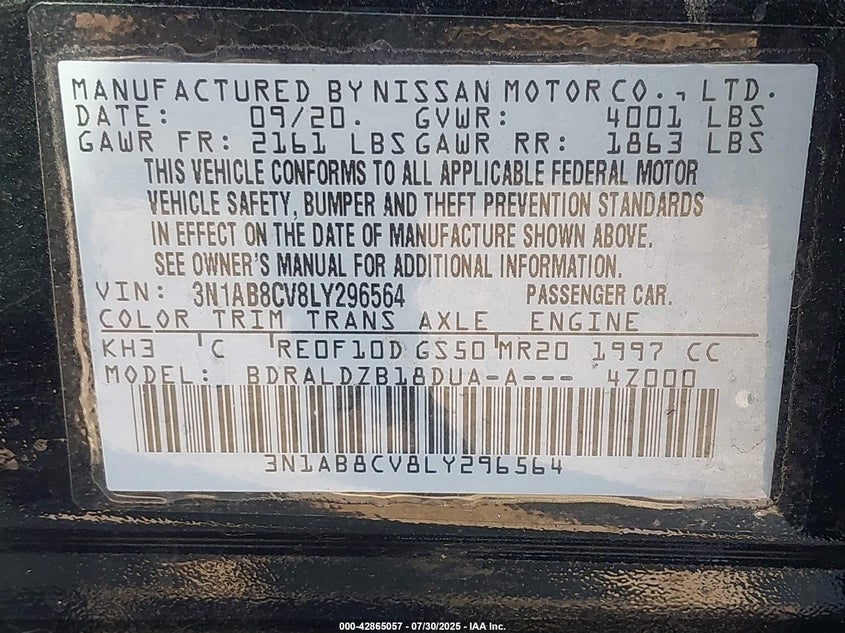 MANUFACTURED BY NISSAN MOTOR CO., LTD.
DATE: 09/20. GVWR: 4001 LBS
GAWR FR: 2161 LBS GAWR RR: 1863 LBS
THIS VEHICLE CONFORMS TO ALL APPLICABLE FEDERAL MOTOR
VEHICLE SAFETY, BUMPER AND THEFT PREVENTION STANDARDS
IN EFFECT ON THE DATE OF MANUFACTURE SHOWN ABOVE.
SEE OWNER'S MANUAL FOR ADDITIONAL INFORMATION.
VIN: 3N1AB8CV8LY296564 PASSENGER CAR.
COLOR TRIM TRANS AXLE ENGINE
KH3 C RE0F10D GS50 MR20 1997 CC
MODEL: BDRALDZB18DUA-A--- 4Z000
3N1AB8CV8LY296564
000-42865057 - 07/30/2025 - IAA Inc.